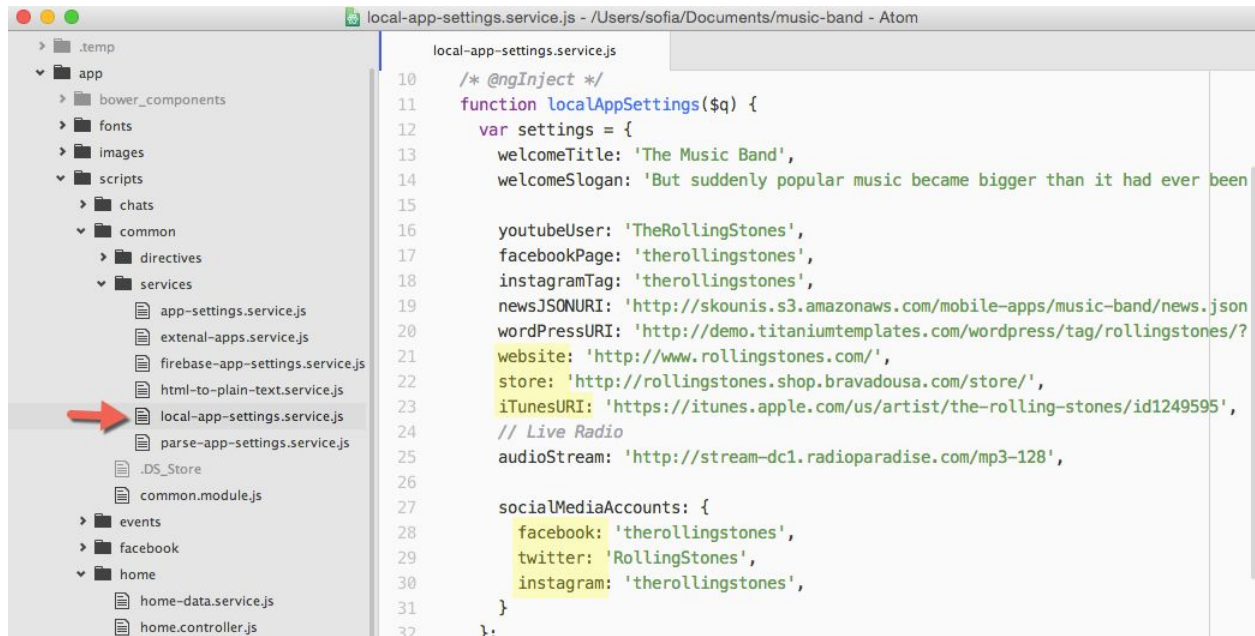 local-app-settings.service.js - /Users/sofia/Documents/music-band - Atom
.temp
app
bower_components
fonts
images
scripts
chats
common
directives
services
app-settings.service.js
extenal-apps.service.js
firebase-app-settings.service.js
html-to-plain-text.service.js
local-app-settings.service.js
parse-app-settings.service.js
.DS_Store
common.module.js
events
facebook
home
home-data.service.js
home.controller.js
local-app-settings.service.js
10 /* @ngInject */
11 function localAppSettings($q) {
12 var settings = {
13 welcomeTitle: 'The Music Band',
14 welcomeSlogan: 'But suddenly popular music became bigger than it had ever been
15
16 youtubeUser: 'TheRollingStones',
17 facebookPage: 'therollingstones',
18 instagramTag: 'therollingstones',
19 newsJSONURI: 'http://skounis.s3.amazonaws.com/mobile-apps/music-band/news.json
20 wordPressURI: 'http://demo.titaniumtemplates.com/wordpress/tag/rollingstones/?
21 website: 'http://www.rollingstones.com/',
22 store: 'http://rollingstones.shop.bravadousa.com/store/',
23 iTunesURI: 'https://itunes.apple.com/us/artist/the-rolling-stones/id1249595',
24 // Live Radio
25 audioStream: 'http://stream-dc1.radioparadise.com/mp3-128',
26
27 socialMediaAccounts: {
28 facebook: 'therollingstones',
29 twitter: 'RollingStones',
30 instagram: 'therollingstones',
31 }
32 };